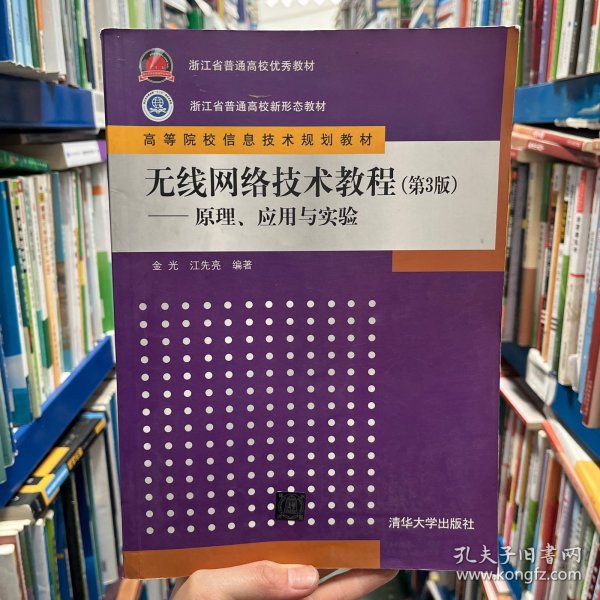 浙江省普通高校优秀教材
浙江省普通高校新形态教材
高等院校信息技术规划教材
无线网络技术教程(第3版)
——原理、应用与实验
金光 江先亮 编著
清华大学出版社
孔夫子旧书网
www.kongfz.com